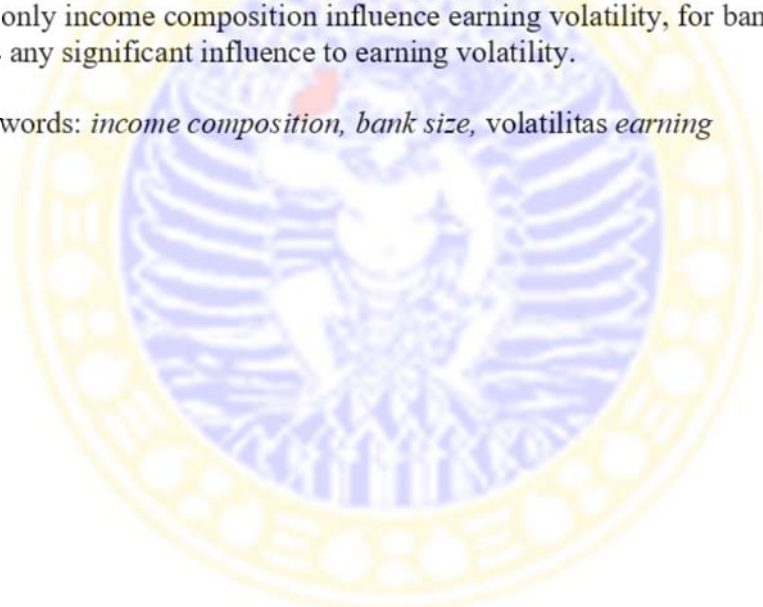 only income composition influence earning volatility, for ban
any significant influence to earning volatility.
words: income composition, bank size, volatilitas earning